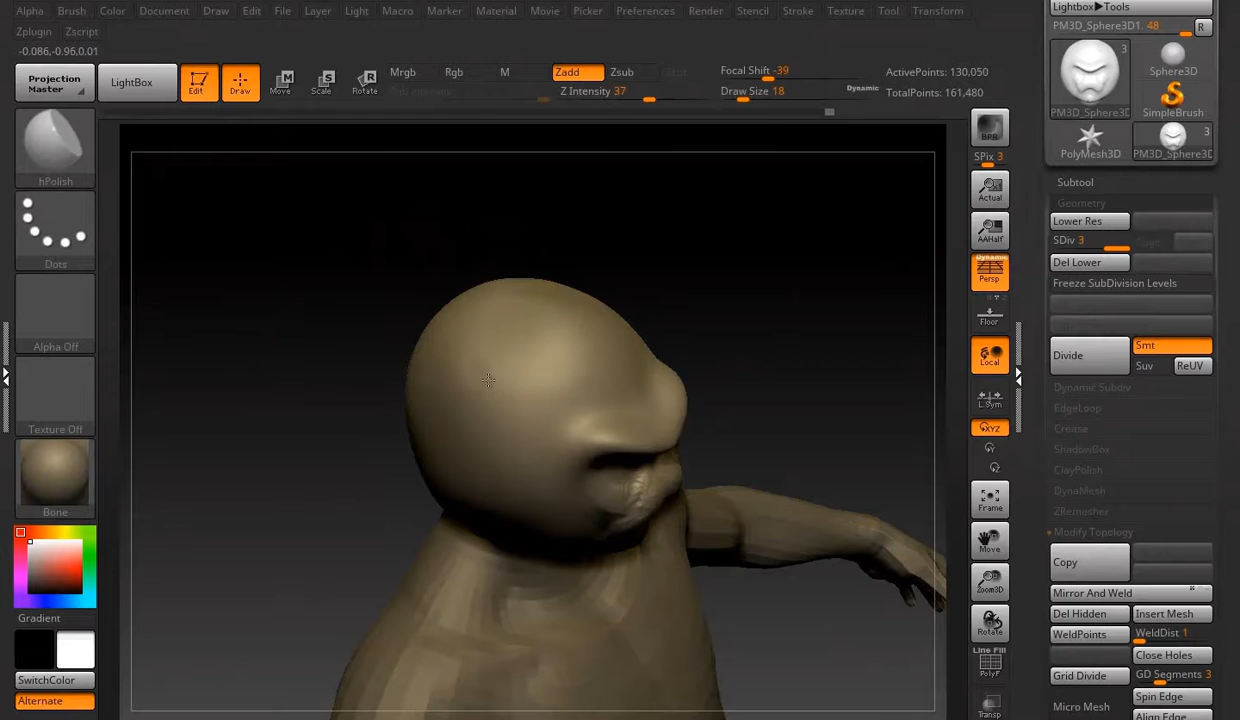 Alpha Brush Color Document Draw Edit File Layer Light Macro Marker Material Movie Picker Preferences Render Stencil Stroke Texture Tool Transform
Zplugin Zscript
-0.086,-0.96,0.01
Projection Master
LightBox
Edit
Draw
Move
Scale
Rotate
Mrgb Rgb M
Zadd Zsub
Z Intensity 37
Focal Shift -39
Draw Size 18
Dynamic
ActivePoints: 130,050
TotalPoints: 161,480
hPolish
Dots
Alpha Off
Texture Off
Bone
Gradient
SwitchColor
Alternate
BPR
SPix 3
Actual
AAHalf
Dynamic
Persp
Floor
Local
L.Sym
XYZ
Frame
Move
Zoom3D
Rotate
Line Fill
PolyF
Transp
Lightbox▶Tools
PM3D_Sphere3D1. 48
R
3
PM3D_Sphere3D
Sphere3D
SimpleBrush
PolyMesh3D
3
PM3D_Sphere3D
Subtool
Geometry
Lower Res
SDiv 3
Del Lower
Freeze SubDivision Levels
Divide
Smt
Suv
ReUV
Dynamic Subdiv
EdgeLoop
Crease
ShadowBox
ClayPolish
DynaMesh
ZRemesher
Modify Topology
Copy
Mirror And Weld
Del Hidden
Insert Mesh
WeldPoints
WeldDist 1
Close Holes
Grid Divide
GD Segments 3
Micro Mesh
Spin Edge
Align Edge